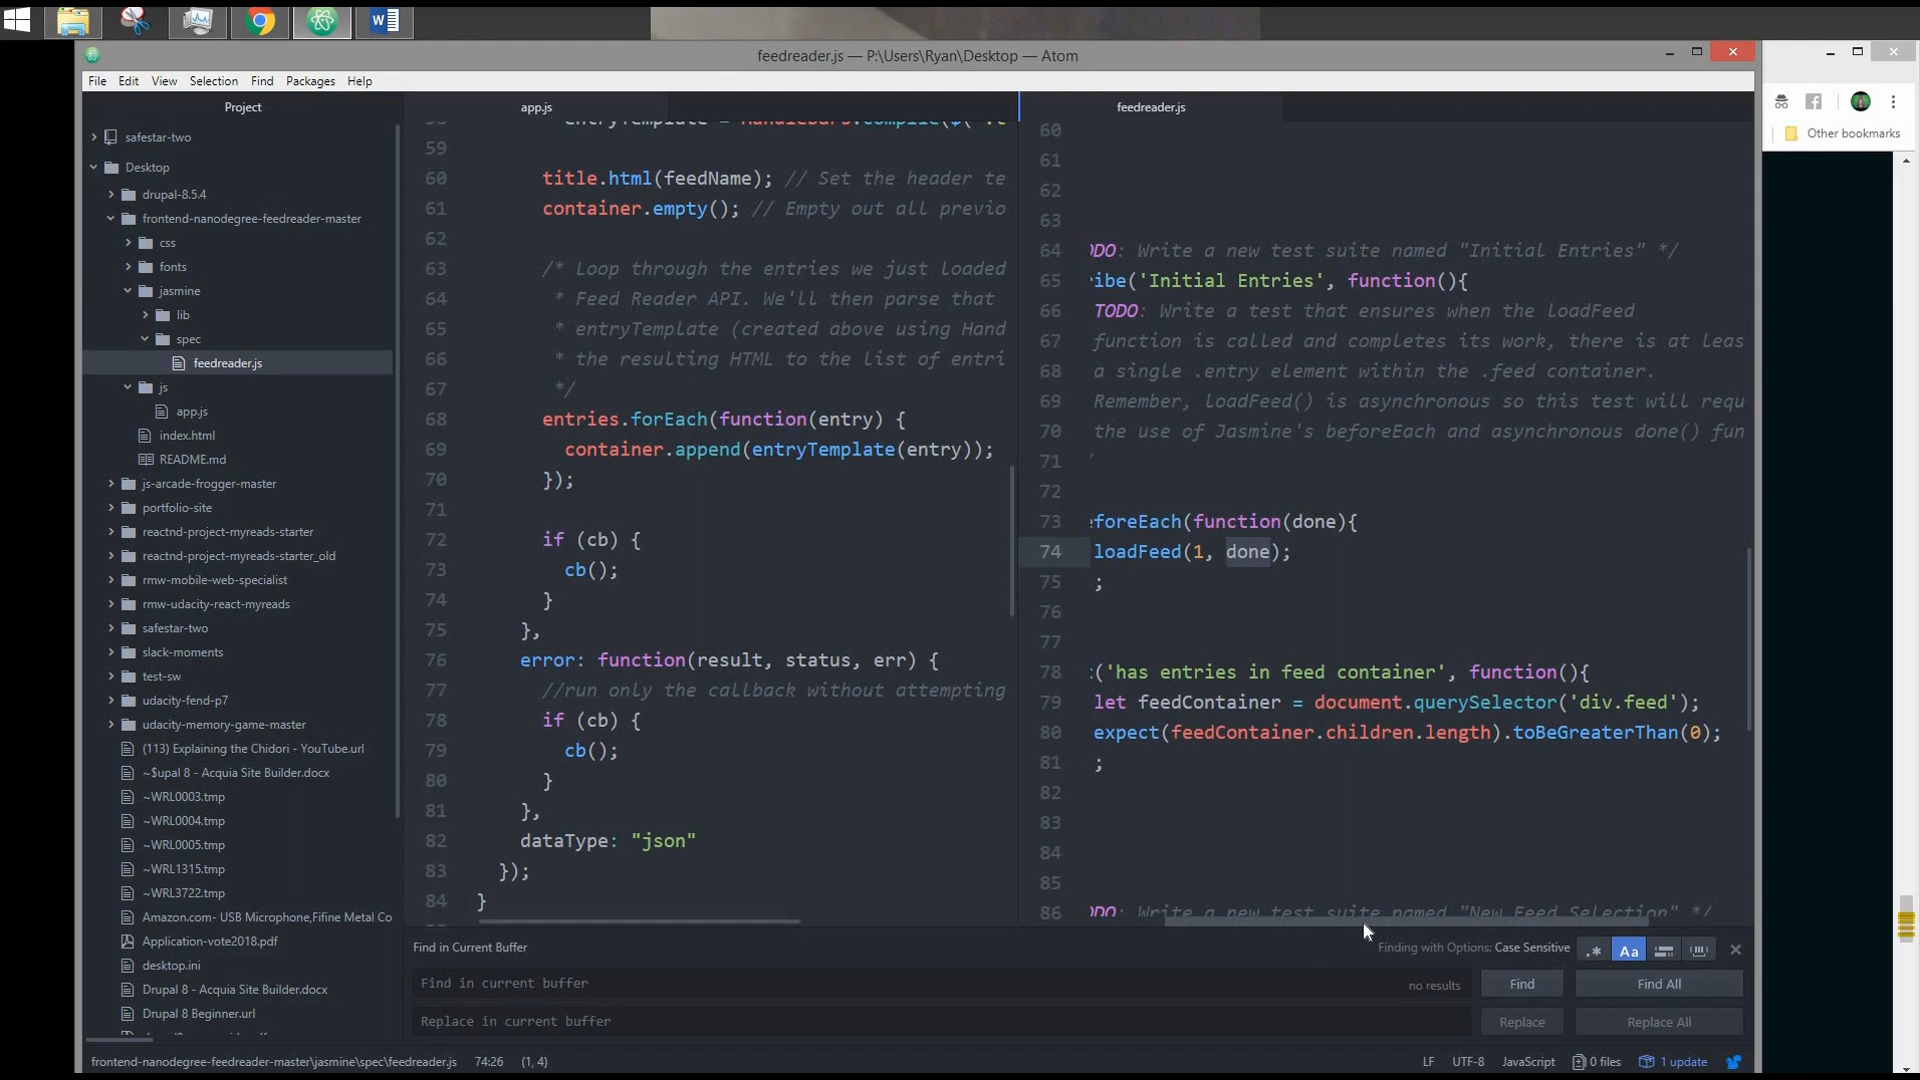 feedreader.js — P:\Users\Ryan\Desktop — Atom
File Edit View Selection Find Packages Help
Other bookmarks
Project
safestar-two
Desktop
drupal-8.5.4
frontend-nanodegree-feedreader-master
css
fonts
jasmine
lib
spec
feedreader.js
js
app.js
index.html
README.md
js-arcade-frogger-master
portfolio-site
reactnd-project-myreads-starter
reactnd-project-myreads-starter_old
rmw-mobile-web-specialist
rmw-udacity-react-myreads
safestar-two
slack-moments
test-sw
udacity-fend-p7
udacity-memory-game-master
(113) Explaining the Chidori - YouTube.url
~$upal 8 - Acquia Site Builder.docx
~WRL0003.tmp
~WRL0004.tmp
~WRL0005.tmp
~WRL1315.tmp
~WRL3722.tmp
Amazon.com- USB Microphone,Fifine Metal Co
Application-vote2018.pdf
desktop.ini
Drupal 8 - Acquia Site Builder.docx
Drupal 8 Beginner.url
app.js
59
60 title.html(feedName); // Set the header te
61 container.empty(); // Empty out all previo
62
63 /* Loop through the entries we just loaded
64 * Feed Reader API. We'll then parse that
65 * entryTemplate (created above using Hand
66 * the resulting HTML to the list of entri
67 */
68 entries.forEach(function(entry) {
69 container.append(entryTemplate(entry));
70 });
71
72 if (cb) {
73 cb();
74 }
75 },
76 error: function(result, status, err) {
77 //run only the callback without attempting
78 if (cb) {
79 cb();
80 }
81 },
82 dataType: "json"
83 });
84 }
feedreader.js
60
61
62
63
64 ODO: Write a new test suite named "Initial Entries" */
65 ibe('Initial Entries', function(){
66 TODO: Write a test that ensures when the loadFeed
67 function is called and completes its work, there is at leas
68 a single .entry element within the .feed container.
69 Remember, loadFeed() is asynchronous so this test will requ
70 the use of Jasmine's beforeEach and asynchronous done() fun
71
72
73 eforeEach(function(done){
74 loadFeed(1, done);
75 ;
76
77
78 ('has entries in feed container', function(){
79 let feedContainer = document.querySelector('div.feed');
80 expect(feedContainer.children.length).toBeGreaterThan(0);
81 ;
82
83
84
85
86 ODO: Write a new test suite named "New Feed Selection" */
Find in Current Buffer
Finding with Options: Case Sensitive
.* Aa
Find in current buffer
no results
Find
Find All
Replace in current buffer
Replace
Replace All
frontend-nanodegree-feedreader-master\jasmine\spec\feedreader.js 74:26 (1, 4)
LF UTF-8 JavaScript 0 files 1 update